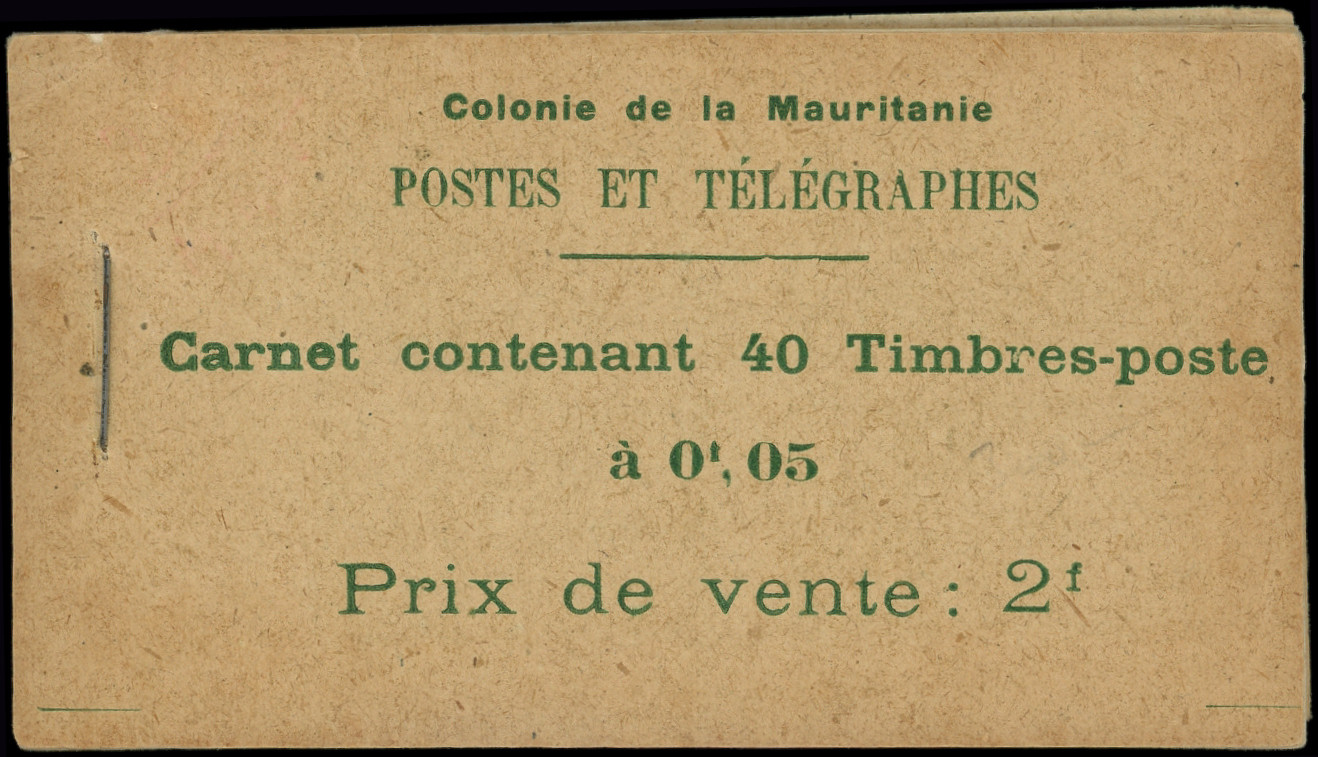 Colonie de la Mauritanie
POSTES ET TÉLÉGRAPHES
Carnet contenant 40 Timbres-poste
à 0f, 05
Prix de vente : 2f